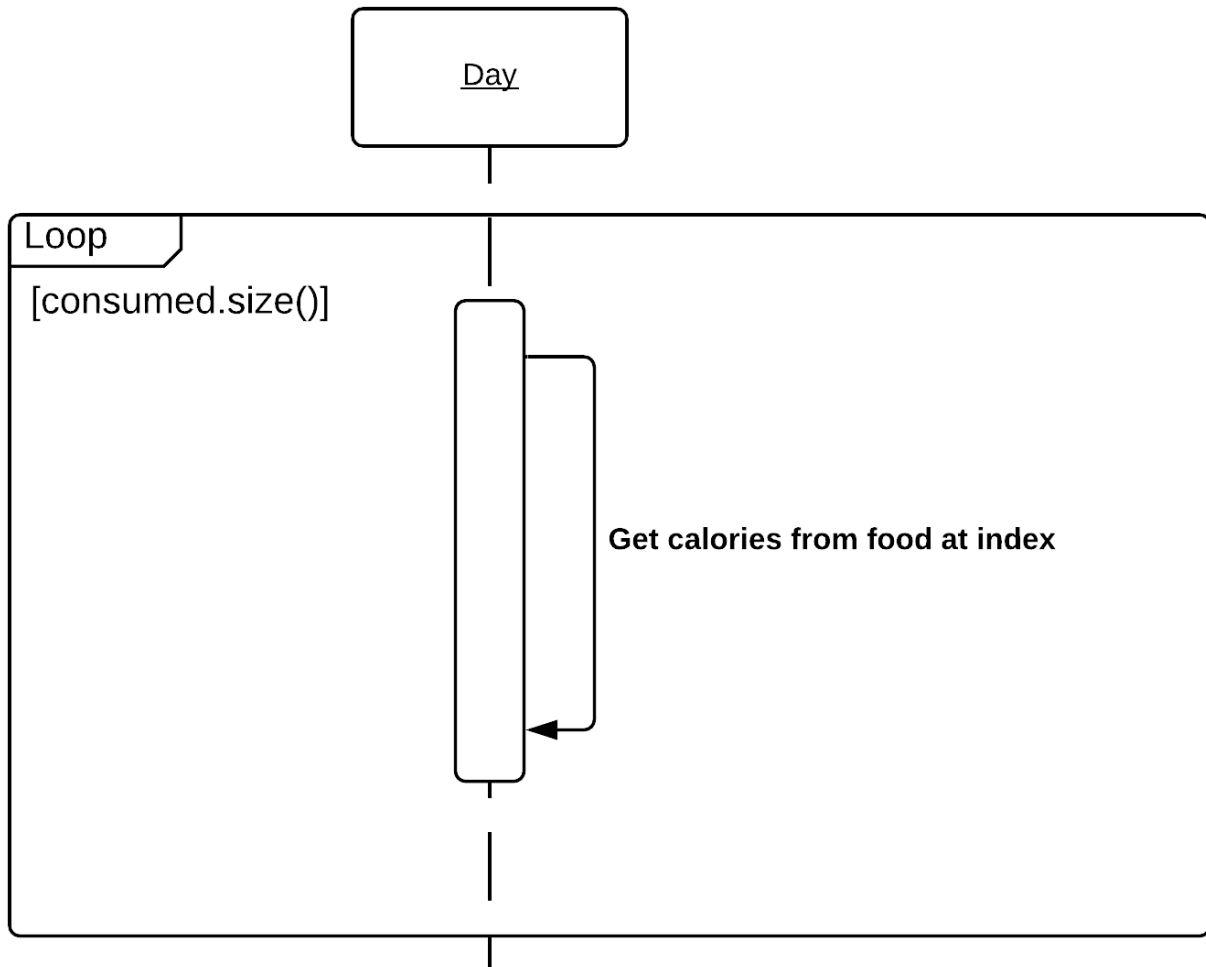 Day
Loop
[consumed.size()]
Get calories from food at index